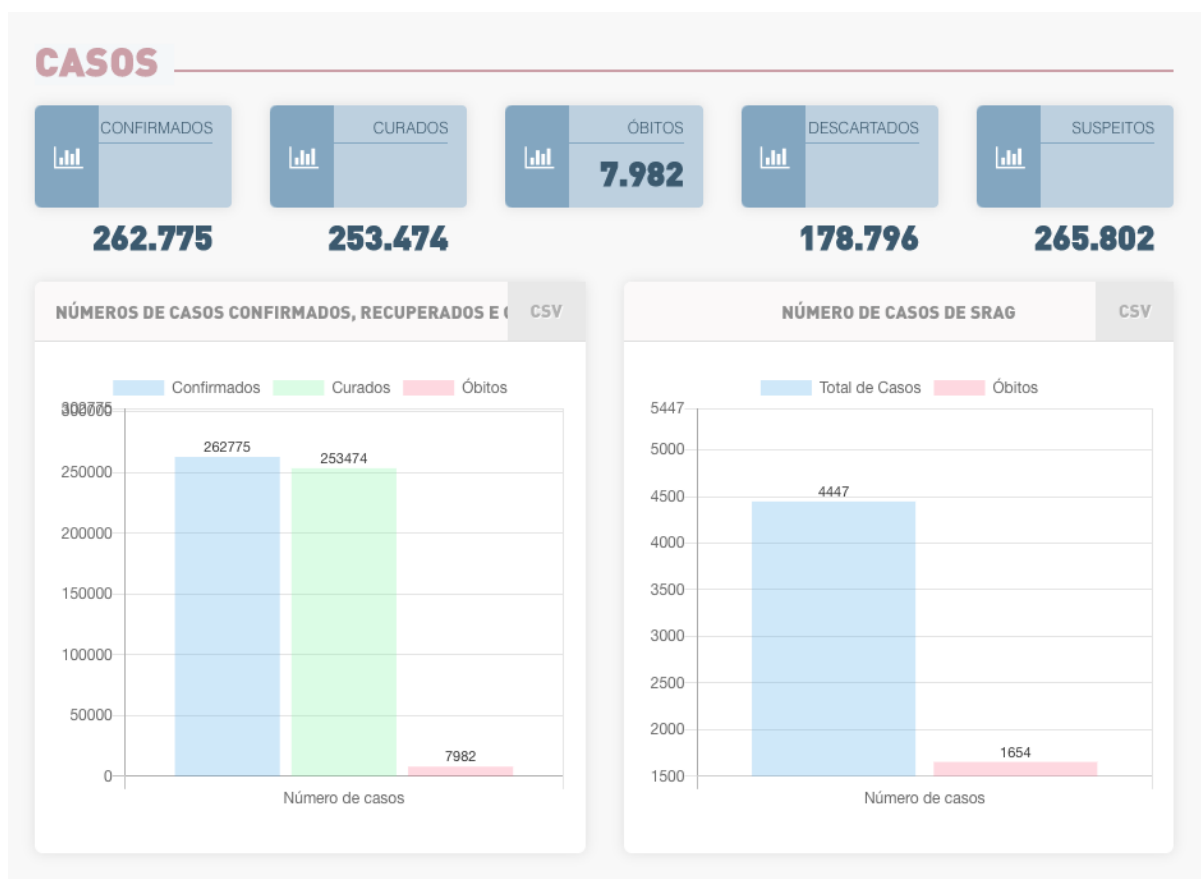 CASOS
CONFIRMADOS
262.775
CURADOS
253.474
ÓBITOS
7.982
DESCARTADOS
178.796
SUSPEITOS
265.802
NÚMEROS DE CASOS CONFIRMADOS, RECUPERADOS E
CSV
Confirmados Curados Óbitos
302775
300000
250000
200000
150000
100000
50000
0
262775
253474
7982
Número de casos
NÚMERO DE CASOS DE SRAG
CSV
Total de Casos Óbitos
5447
5000
4500
4000
3500
3000
2500
2000
1500
4447
1654
Número de casos